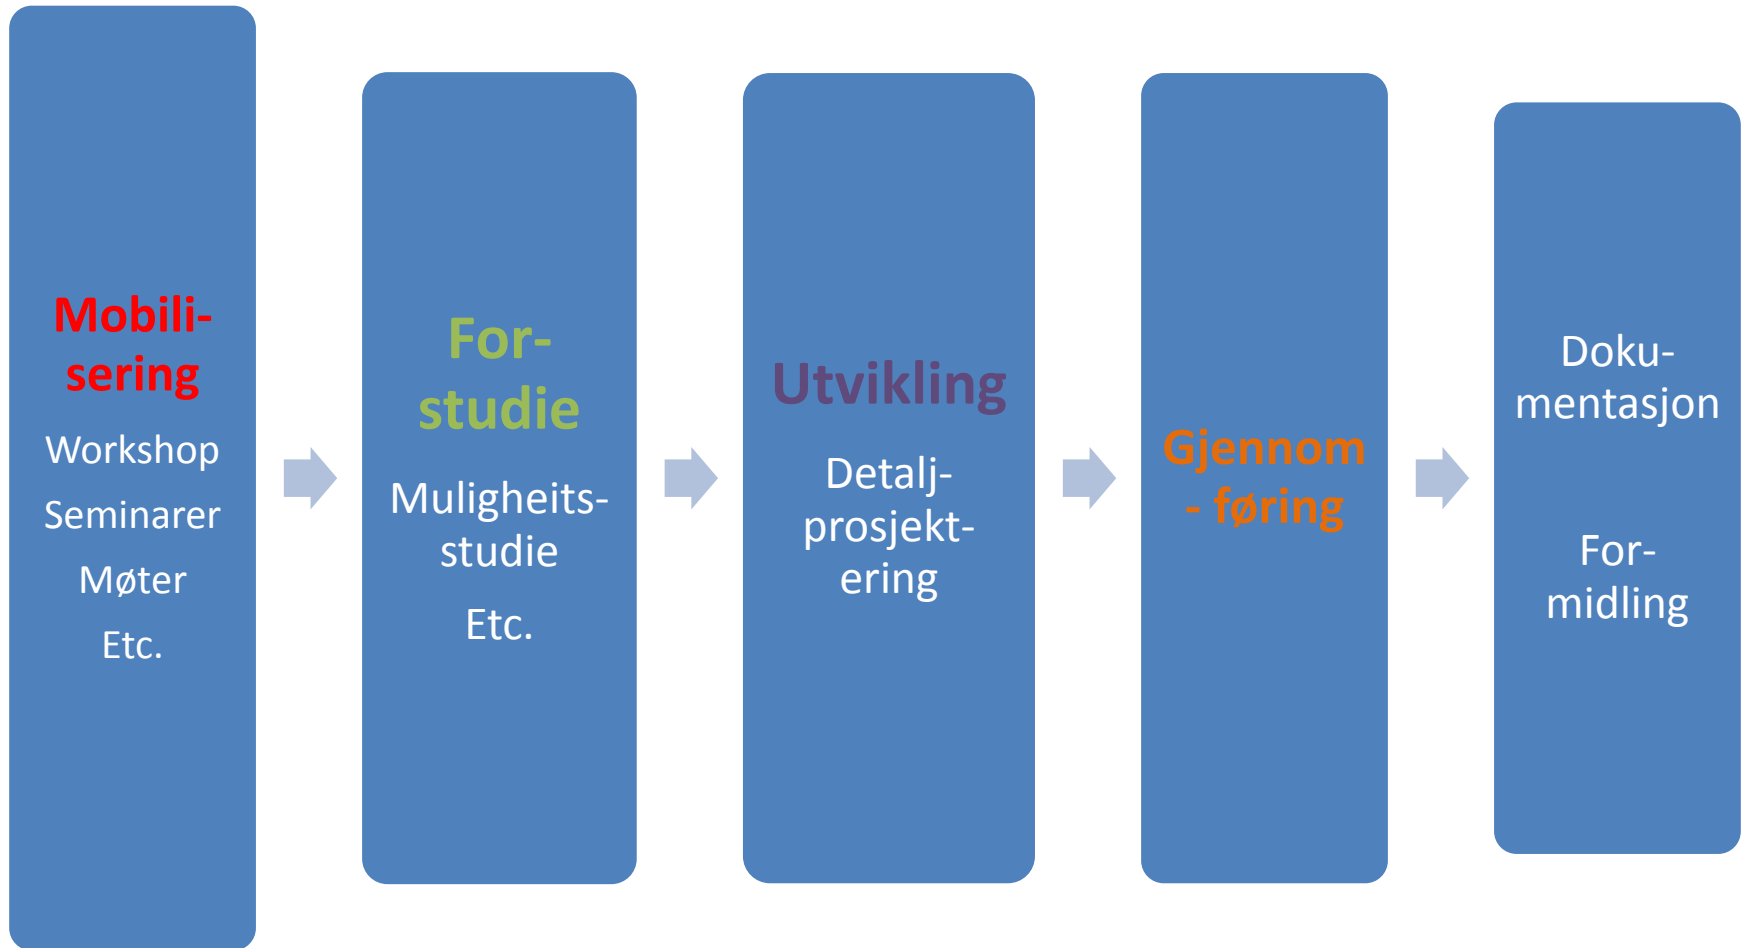 Mobili-
sering
Workshop
Seminarer
Møter
Etc.
For-
studie
Muligheits-
studie
Etc.
Utvikling
Detalj-
prosjekt-
ering
Gjennom
- føring
Doku-
mentasjon
For-
midling